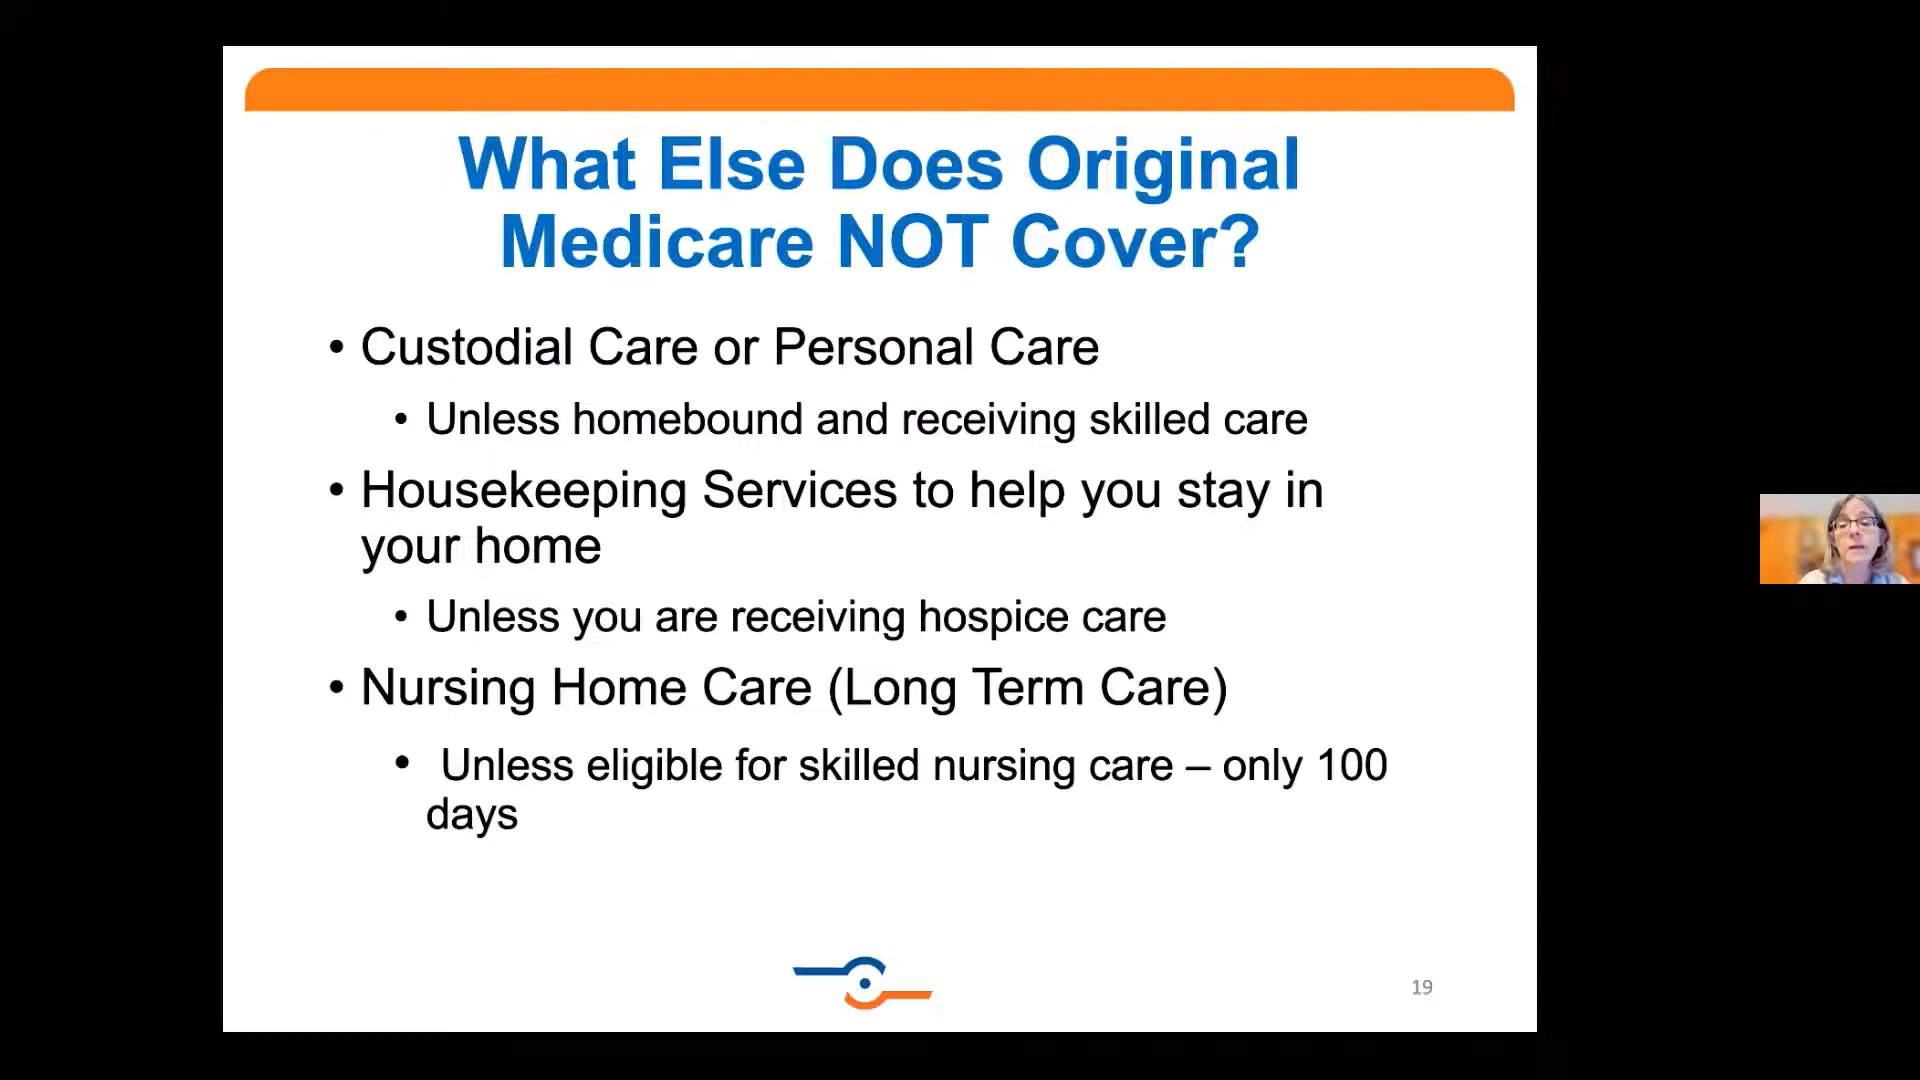 What Else Does Original
Medicare NOT Cover?
• Custodial Care or Personal Care
• Unless homebound and receiving skilled care
• Housekeeping Services to help you stay in
your home
• Unless you are receiving hospice care
• Nursing Home Care (Long Term Care)
• Unless eligible for skilled nursing care – only 100
days
19